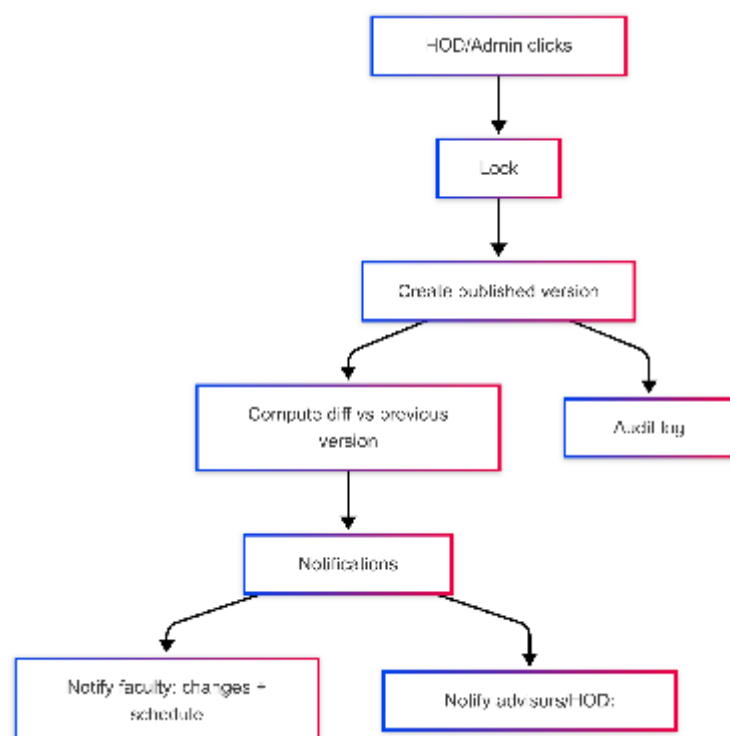 HOD/Admin clicks
Lock
Create published version
Compute diff vs previous
version
Audit log
Notifications
Notify faculty: changes +
schedule
Notify advisors/HOD: